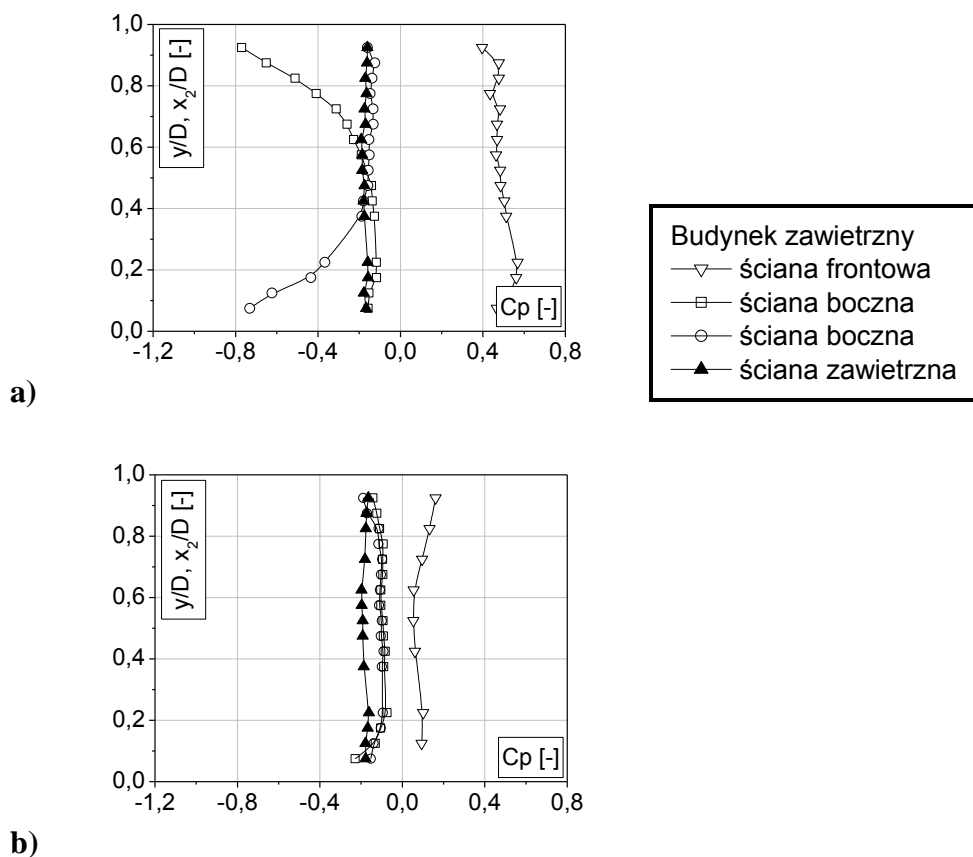 1,0
0,8
0,6
0,4
0,2
0,0
y/D, x2/D [-]
Cp [-]
-1,2 -0,8 -0,4 0,0 0,4 0,8
a)
Budynek zawietrzny
ściana frontowa
ściana boczna
ściana boczna
ściana zawietrzna
1,0
0,8
0,6
0,4
0,2
0,0
y/D, x2/D [-]
Cp [-]
-1,2 -0,8 -0,4 0,0 0,4 0,8
b)